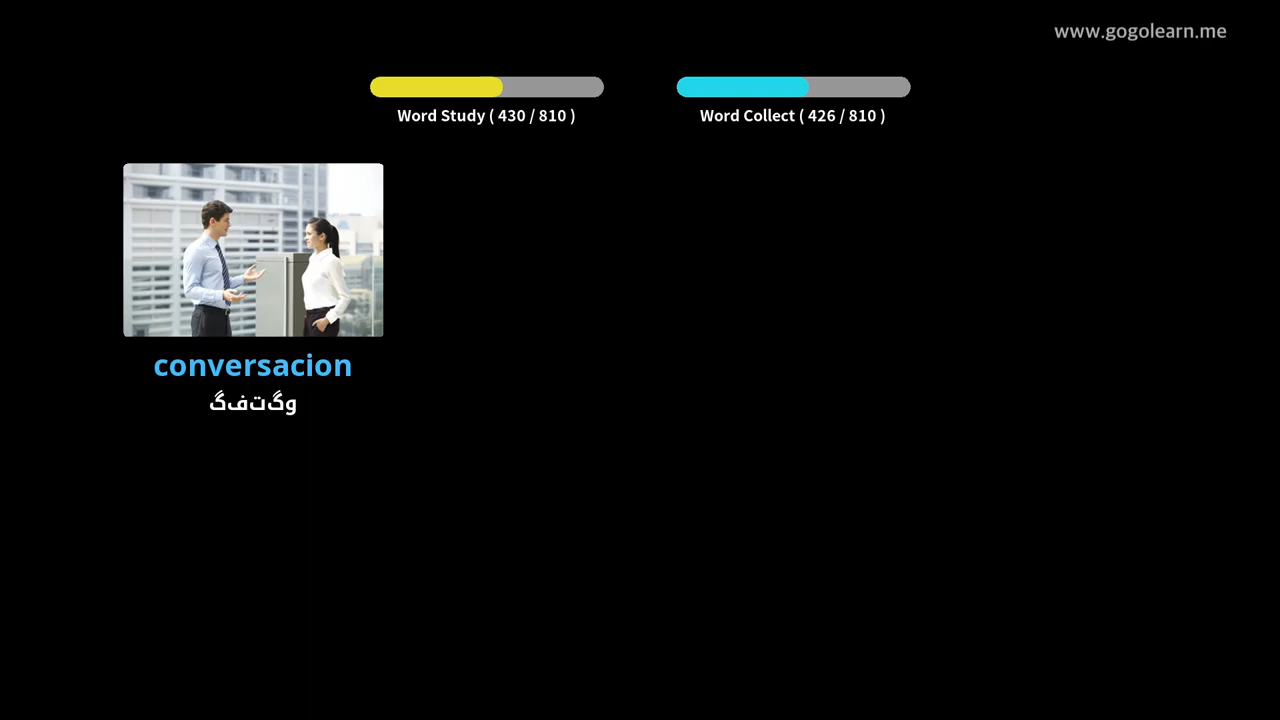 www.gogolearn.me
Word Study ( 430 / 810 )
Word Collect ( 426 / 810 )
conversacion
وگتفگ